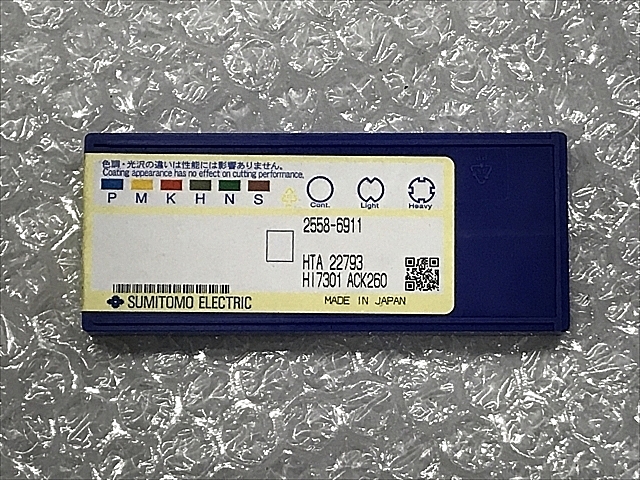 色調・光沢の違いは性能には影響ありません。
Coating appearance has no effect on cutting performance.
P M K H N S
Cont. Light Heavy
2558-6911
HTA 22793
HI7301 ACK260
SUMITOMO ELECTRIC
MADE IN JAPAN